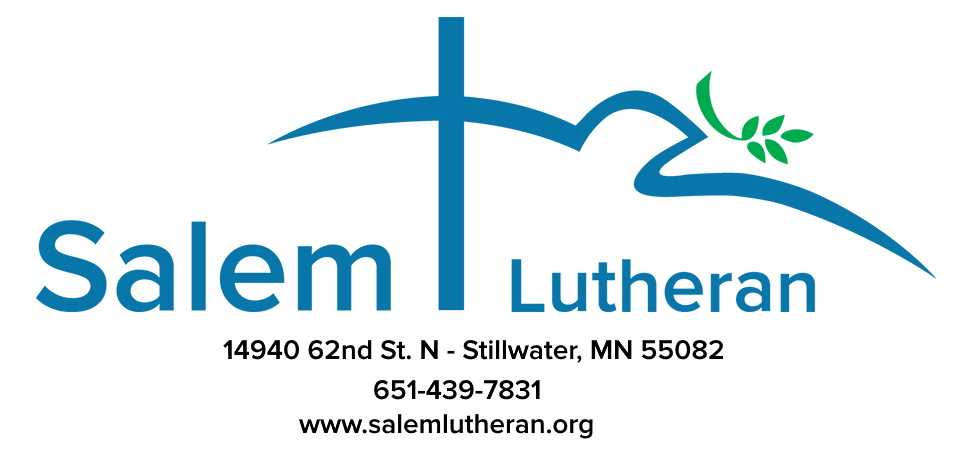 Salem Lutheran
14940 62nd St. N - Stillwater, MN 55082
651-439-7831
www.salemlutheran.org